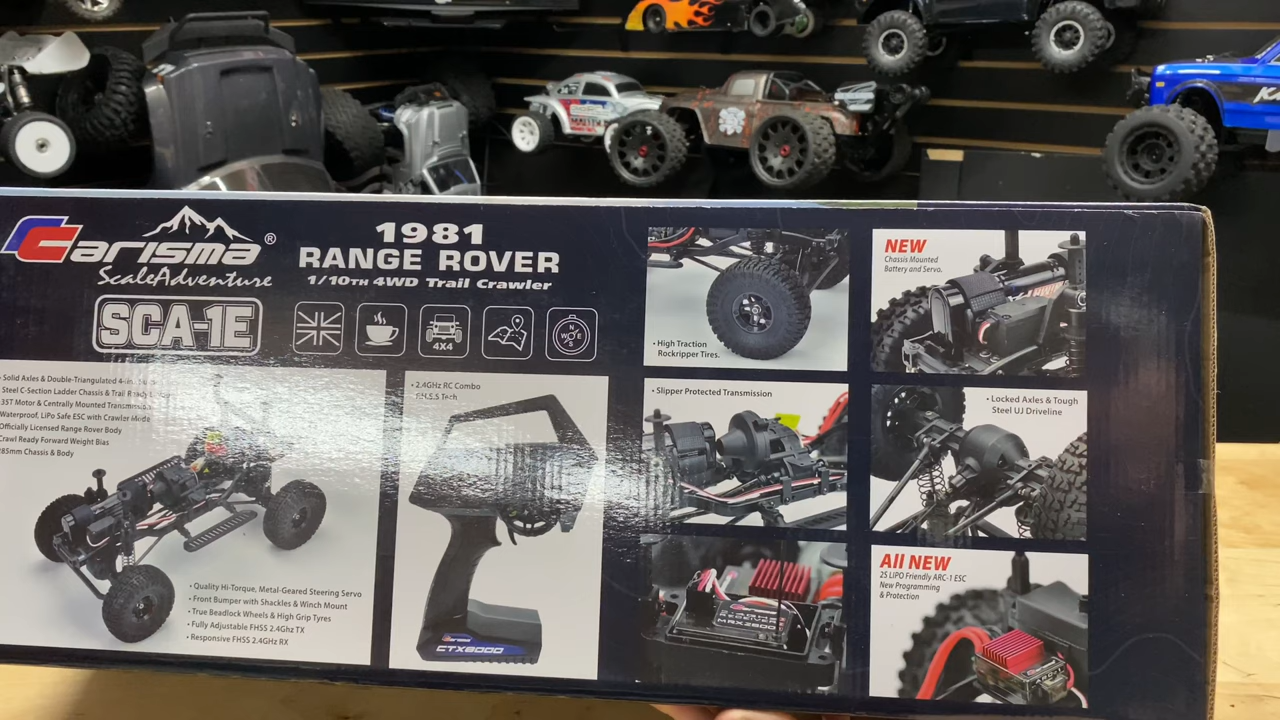 Carisma®
ScaleAdventure
SCA-1E
1981
RANGE ROVER
1/10TH 4WD Trail Crawler
4X4
N
W E
S
Solid Axles & Double-Triangulated
Steel C-Section Ladder Chassis & Trail Ready
35T Motor & Centrally Mounted Transmission
Waterproof, LiPo Safe ESC with Crawler Mode
Officially Licensed Range Rover Body
Crawl Ready Forward Weight Bias
285mm Chassis & Body
• Quality Hi-Torque, Metal-Geared Steering Servo
• Front Bumper with Shackles & Winch Mount
• True Beadlock Wheels & High Grip Tyres
• Fully Adjustable FHSS 2.4Ghz TX
• Responsive FHSS 2.4GHz RX
• 2.4GHz RC Combo
Tech
Carisma
CTX8000
• High Traction
Rockripper Tires.
NEW
Chassis Mounted
Battery and Servo.
• Slipper Protected Transmission
• Locked Axles & Tough
Steel UJ Driveline
Carisma
RECEIVER
MRX2800
All NEW
2S LIPO Friendly ARC-1 ESC
New Programming
& Protection